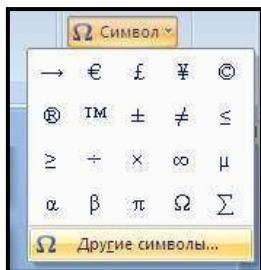 Ω Символ
→ € £ ¥ ©
® ™ ± ≠ ≤
≥ ÷ × ∞ µ
α β π Ω Σ
Ω Другие символы...